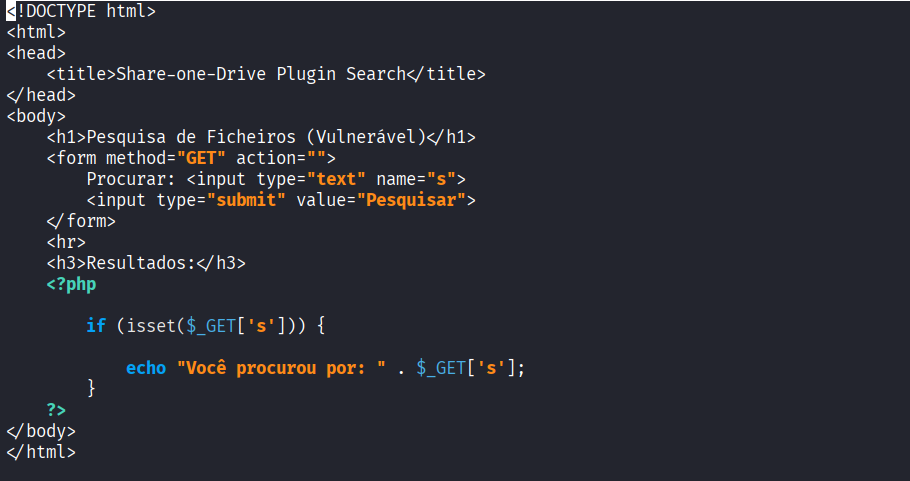 <!DOCTYPE html>
<html>
<head>
    <title>Share-one-Drive Plugin Search</title>
</head>
<body>
    <h1>Pesquisa de Ficheiros (Vulnerável)</h1>
    <form method="GET" action="">
        Procurar: <input type="text" name="s">
        <input type="submit" value="Pesquisar">
    </form>
    <hr>
    <h3>Resultados:</h3>
    <?php
        if (isset($_GET['s'])) {
            echo "Você procurou por: " . $_GET['s'];
        }
    ?>
</body>
</html>